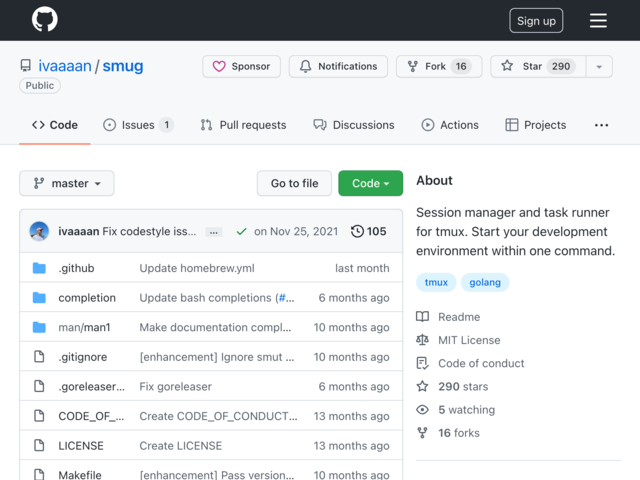 Sign up
ivaaaan / smug
Public
Sponsor
Notifications
Fork 16
Star 290
Code
Issues 1
Pull requests
Discussions
Actions
Projects
master
Go to file
Code
About
Session manager and task runner
for tmux. Start your development
environment within one command.
tmux golang
Readme
MIT License
Code of conduct
290 stars
5 watching
16 forks
ivaaaan Fix codestyle iss... ... on Nov 25, 2021 105
.github Update homebrew.yml last month
completion Update bash completions (#... 6 months ago
man/man1 Make documentation compl... 10 months ago
.gitignore [enhancement] Ignore smut ... 10 months ago
.goreleaser... Fix goreleaser 6 months ago
CODE_OF_... Create CODE_OF_CONDUCT... 13 months ago
LICENSE Create LICENSE 13 months ago
Makefile [enhancement] Pass version... 10 months ago